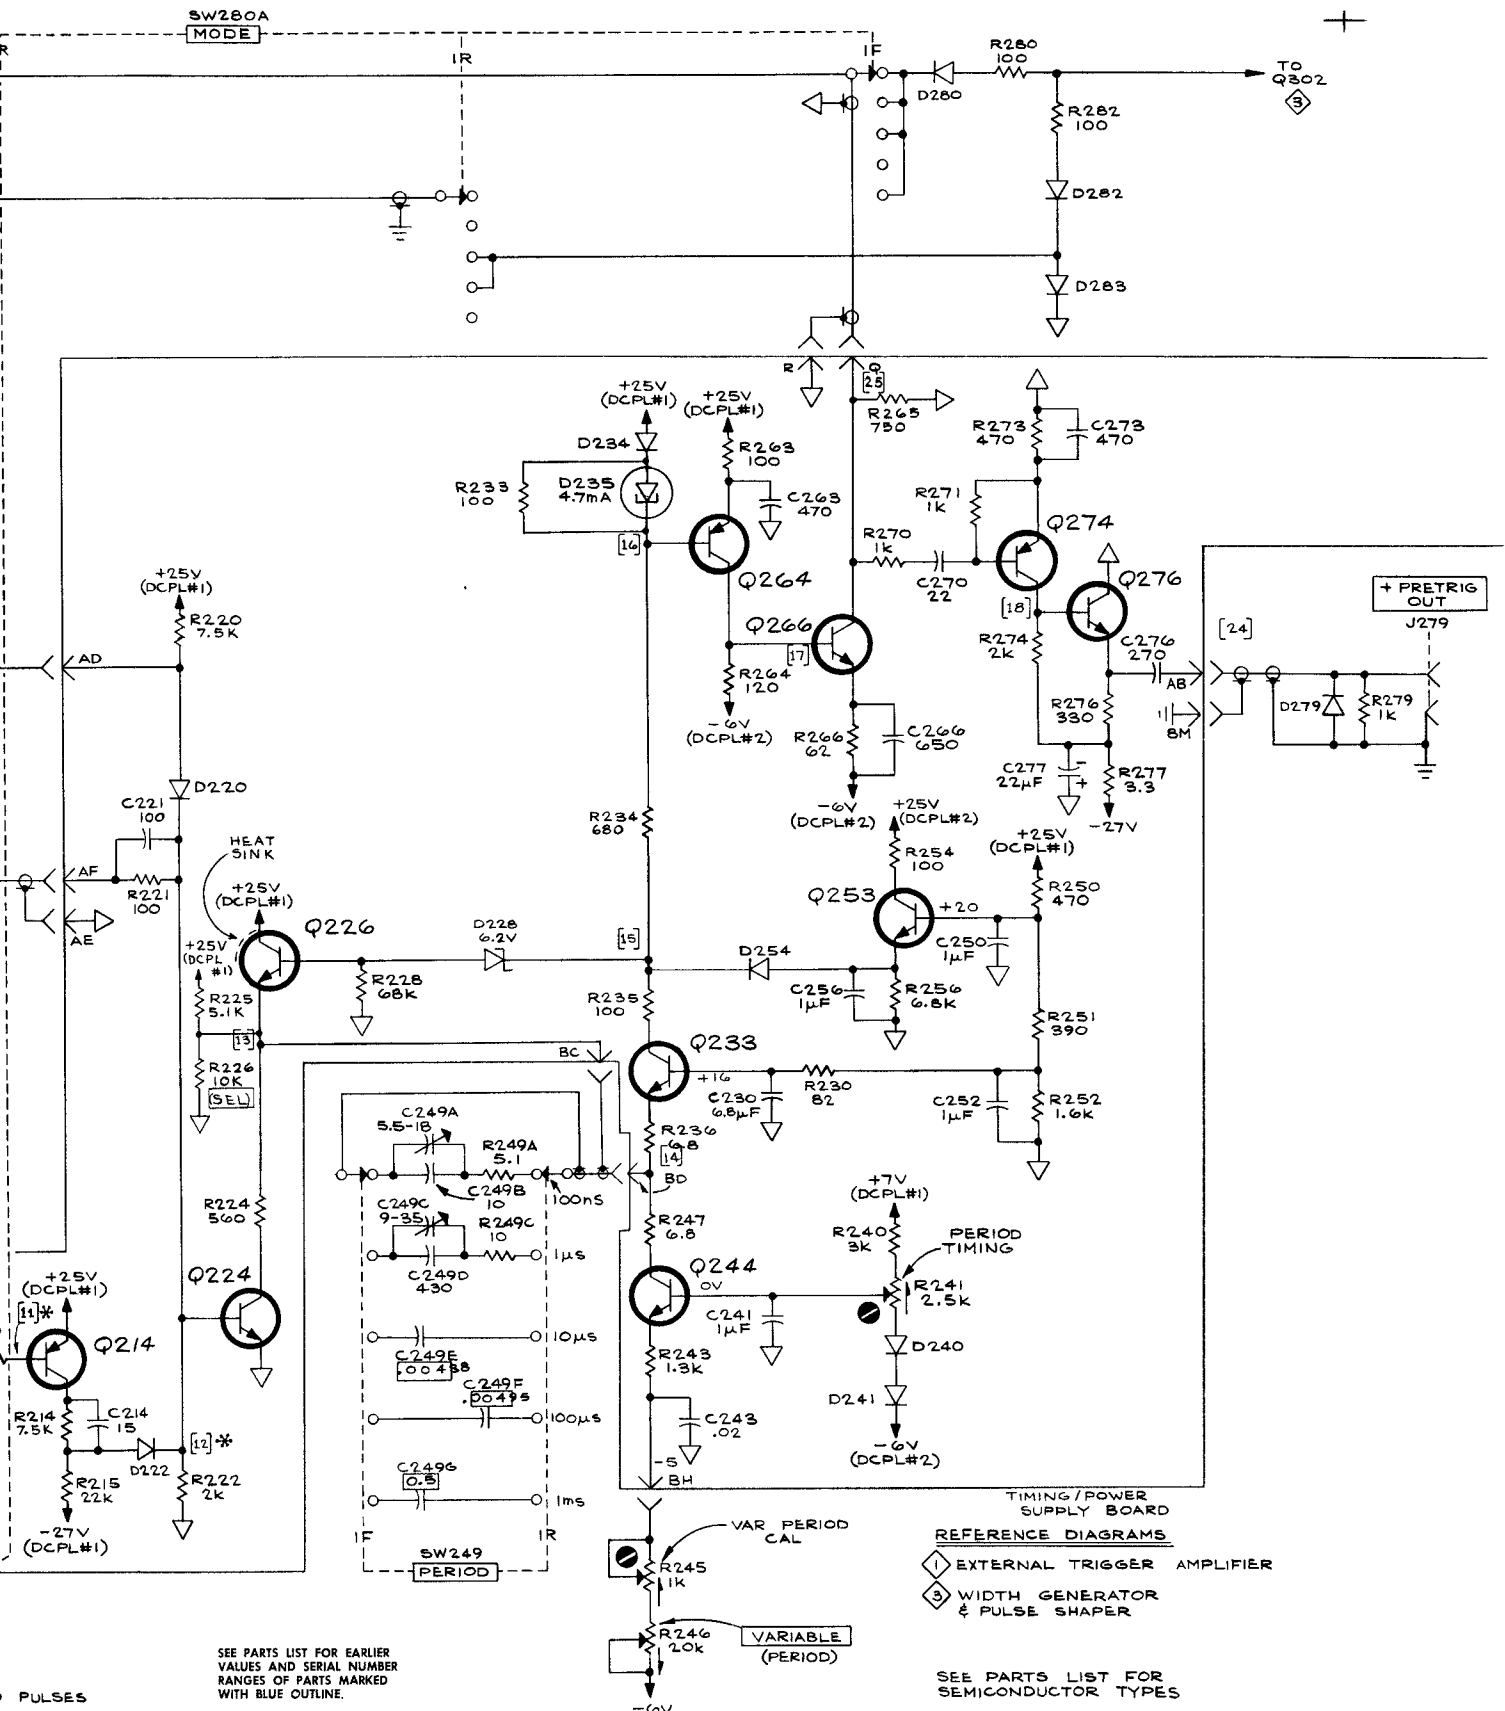 SW280A
MODE
R
1R
1F
R280
100
D280
TO
Q302
3
R282
100
D282
D283
R
Q
[25]
R265
750
+25V
(DCPL#1)
+25V
(DCPL#1)
D234
R263
100
R233
100
D235
4.7mA
C263
470
[16]
Q264
R273
470
C273
470
R271
1K
R270
1K
C270
22
Q274
Q276
[18]
+25V
(DCPL#1)
R220
7.5K
AD
Q266
[17]
R264
120
-6V
(DCPL#2)
R266
62
C266
650
-6V
(DCPL#2)
R274
2K
C276
270
AB
[24]
+ PRETRIG
OUT
J279
R276
330
8M
D279
R279
1K
C277
22µF
-
+
R277
3.3
-27V
D220
C221
100
HEAT
SINK
AF
R221
100
AE
+25V
(DCPL#1)
Q226
+25V
(DCPL
#1)
R225
5.1K
[13]
R226
10K
(SEL)
D228
6.2V
R228
68K
R234
680
[15]
R235
100
+25V
(DCPL#2)
R254
100
Q253
+20
D254
C256
1µF
R256
6.8K
C250
1µF
+25V
(DCPL#1)
R250
470
R251
390
BC
Q233
+16
C230
6.8µF
R230
82
C252
1µF
R252
1.6K
R236
6.8
[14]
BD
C249A
5.5-18
R249A
5.1
C249B
10
100nS
C249C
9-35
R249C
10
C249D
430
1µs
R247
6.8
+7V
(DCPL#1)
R240
3K
PERIOD
TIMING
R241
2.5K
R224
560
Q224
Q244
0V
C241
1µF
D240
D241
-6V
(DCPL#2)
+25V
(DCPL#1)
[11]*
Q214
R214
7.5K
C214
15
D222
[12]*
R215
22K
R222
2K
-27V
(DCPL#1)
10µs
C249E
C249F
.00495
100µs
C249G
0.5
1ms
1F
1R
SW249
PERIOD
R243
1.3K
C243
.02
-5
BH
TIMING/POWER
SUPPLY BOARD
VAR PERIOD
CAL
R245
1K
R246
20K
VARIABLE
(PERIOD)
-6V
REFERENCE DIAGRAMS
1 EXTERNAL TRIGGER AMPLIFIER
3 WIDTH GENERATOR
& PULSE SHAPER
SEE PARTS LIST FOR EARLIER
VALUES AND SERIAL NUMBER
RANGES OF PARTS MARKED
WITH BLUE OUTLINE.
PULSES
SEE PARTS LIST FOR
SEMICONDUCTOR TYPES